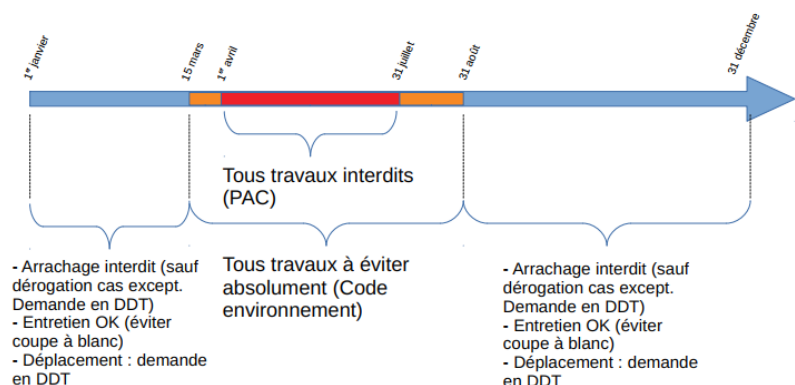 1er janvier
15 mars
1er avril
31 juillet
31 août
31 décembre
Tous travaux interdits
(PAC)
- Arrachage interdit (sauf
dérogation cas except.
Demande en DDT)
- Entretien OK (éviter
coupe à blanc)
- Déplacement : demande
en DDT
Tous travaux à éviter
absolument (Code
environnement)
- Arrachage interdit (sauf
dérogation cas except.
Demande en DDT)
- Entretien OK (éviter
coupe à blanc)
- Déplacement : demande
en DDT